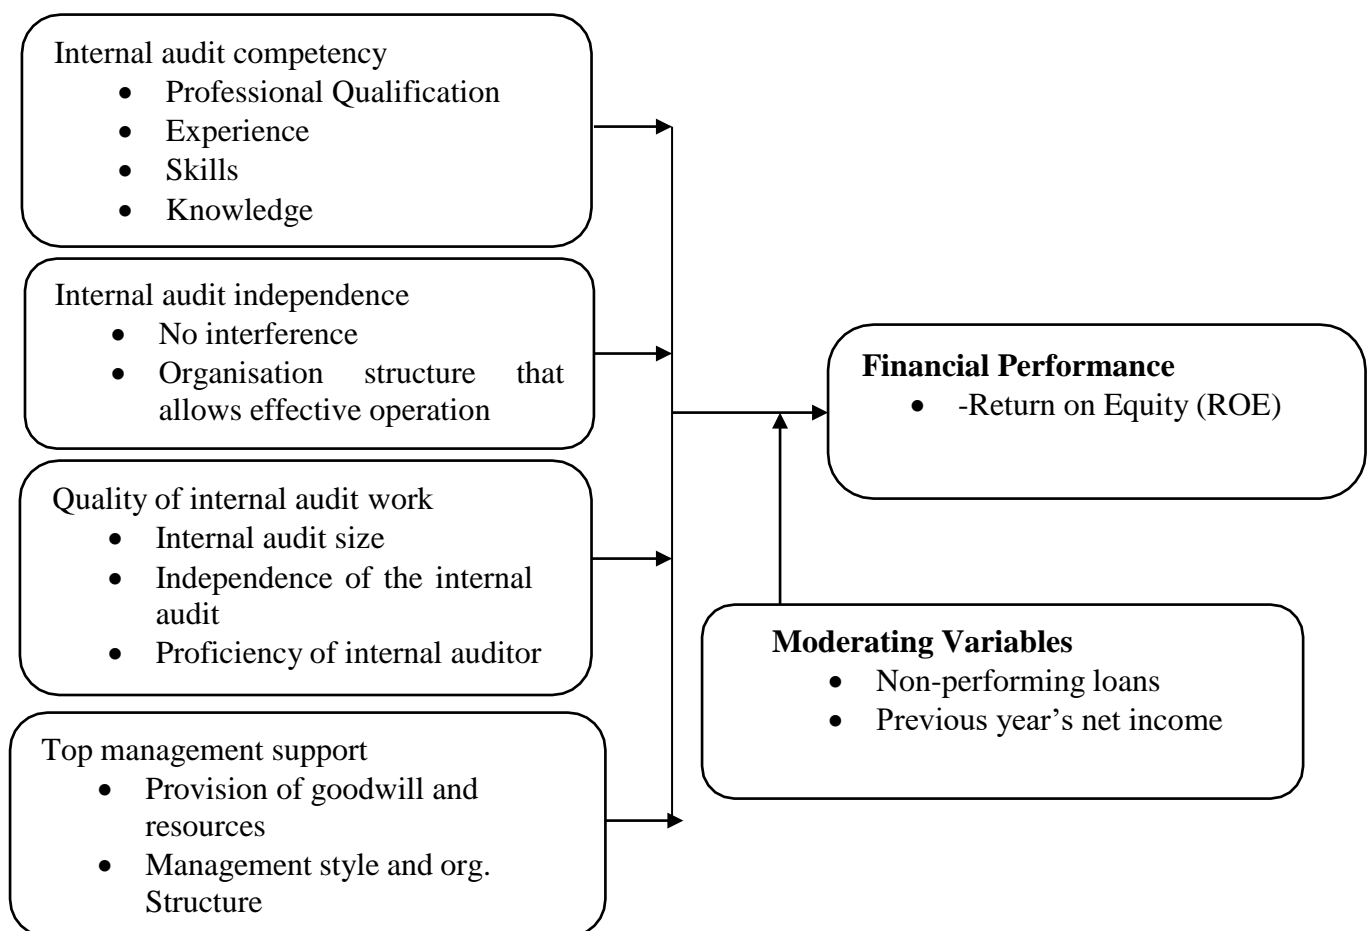 Internal audit competency
• Professional Qualification
• Experience
• Skills
• Knowledge
Internal audit independence
• No interference
• Organisation structure that
allows effective operation
Quality of internal audit work
• Internal audit size
• Independence of the internal
audit
• Proficiency of internal auditor
Top management support
• Provision of goodwill and
resources
• Management style and org.
Structure
Financial Performance
• -Return on Equity (ROE)
Moderating Variables
• Non-performing loans
• Previous year’s net income